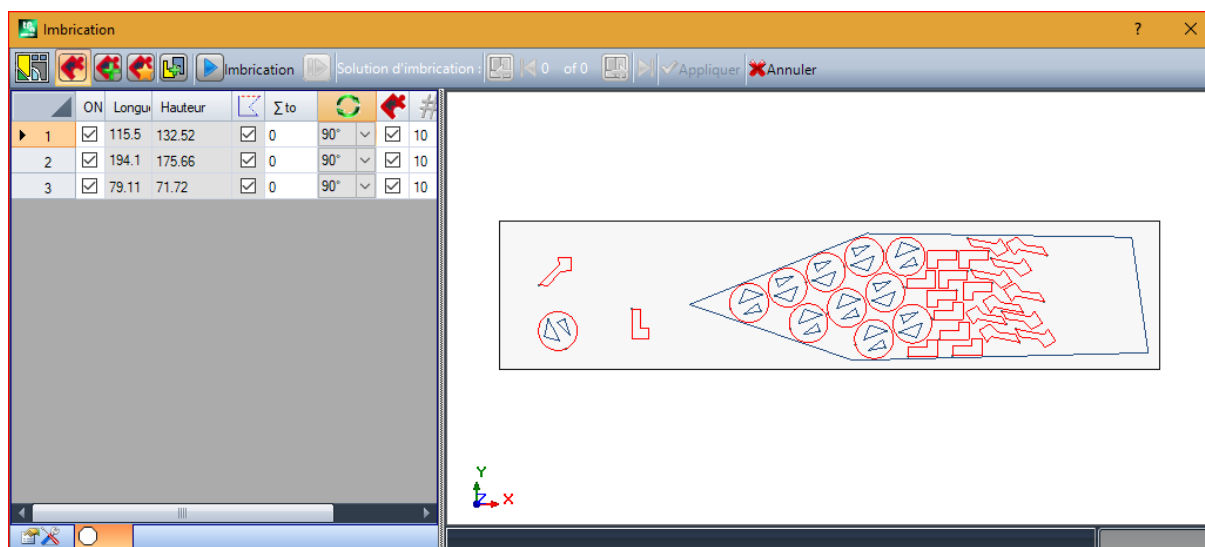 Imbrication ?
Imbrication Solution d'imbrication : 0 of 0 Appliquer Annuler
ON Longu Hauteur Σ to #
1 115.5 132.52 0 90° 10
2 194.1 175.66 0 90° 10
3 79.11 71.72 0 90° 10
Y
Z X